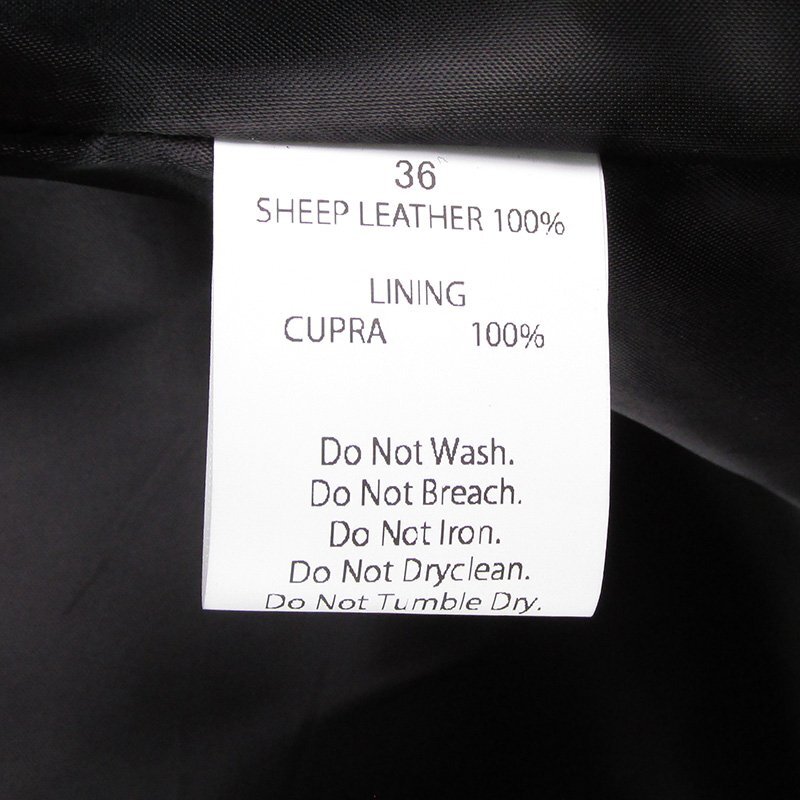 36
SHEEP LEATHER 100%
LINING
CUPRA 100%
Do Not Wash.
Do Not Breach.
Do Not Iron.
Do Not Dryclean.
Do Not Tumble Dry.